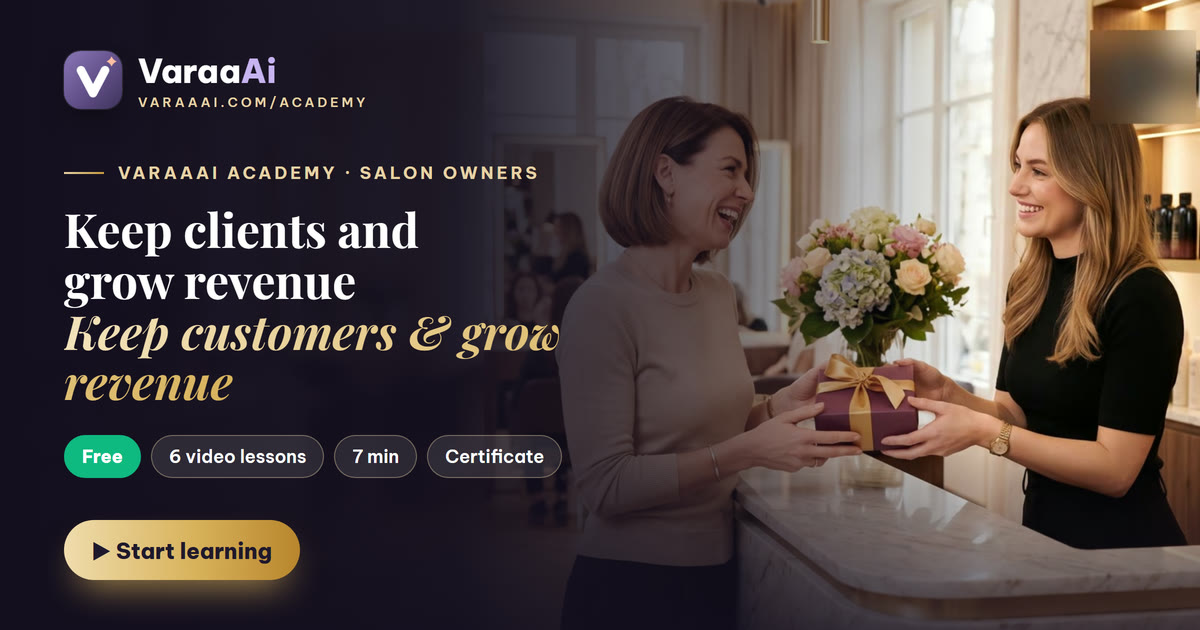 VaraaAi
VARAAAI.COM/ACADEMY
VARAAAI ACADEMY · SALON OWNERS
Keep clients and
grow revenue
Keep customers & grow
revenue
Free
6 video lessons
7 min
Certificate
▶ Start learning